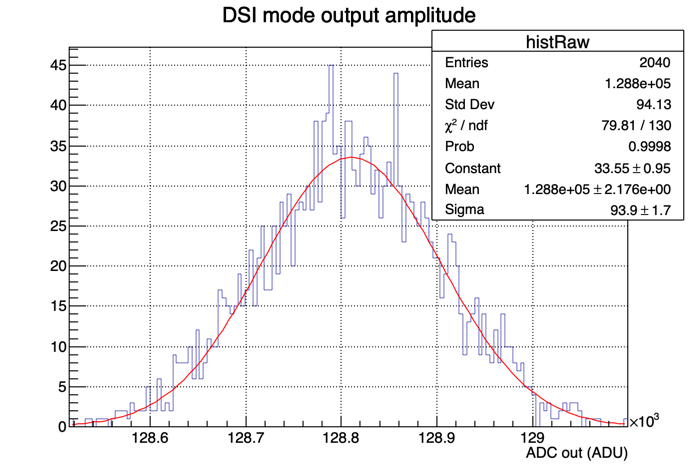 DSI mode output amplitude
histRaw
Entries 2040
Mean 1.288e+05
Std Dev 94.13
χ² / ndf 79.81 / 130
Prob 0.9998
Constant 33.55 ± 0.95
Mean 1.288e+05 ± 2.176e+00
Sigma 93.9 ± 1.7
45
40
35
30
25
20
15
10
5
0
128.6 128.7 128.8 128.9 129
×10³
ADC out (ADU)